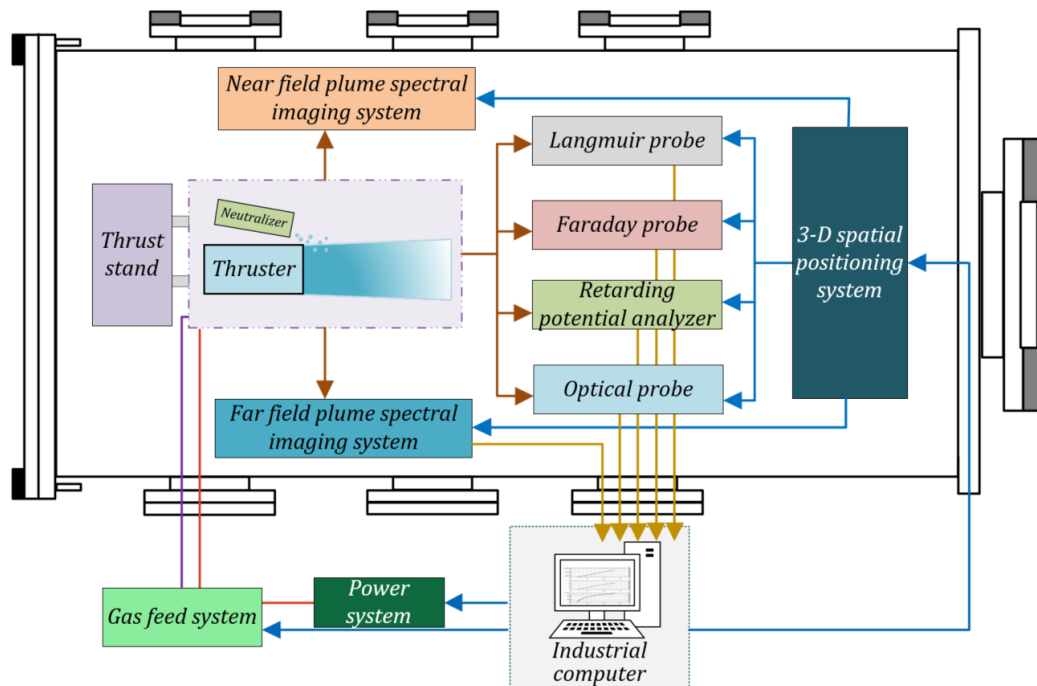 Near field plume spectral
imaging system
Langmuir probe
Neutralizer
Faraday probe
Thrust
stand
Thruster
3-D spatial
positioning
system
Retarding
potential analyzer
Optical probe
Far field plume spectral
imaging system
Power
system
Gas feed system
Industrial
computer